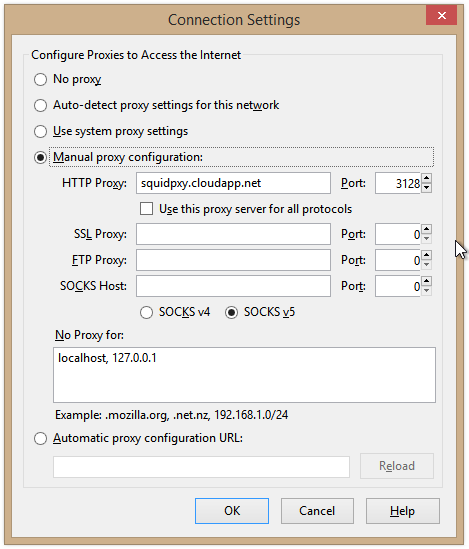 Connection Settings
Configure Proxies to Access the Internet
No proxy
Auto-detect proxy settings for this network
Use system proxy settings
Manual proxy configuration:
HTTP Proxy: squidpxy.cloudapp.net Port: 3128
Use this proxy server for all protocols
SSL Proxy: Port: 0
FTP Proxy: Port: 0
SOCKS Host: Port: 0
SOCKS v4 SOCKS v5
No Proxy for:
localhost, 127.0.0.1
Example: .mozilla.org, .net.nz, 192.168.1.0/24
Automatic proxy configuration URL:
Reload
OK Cancel Help